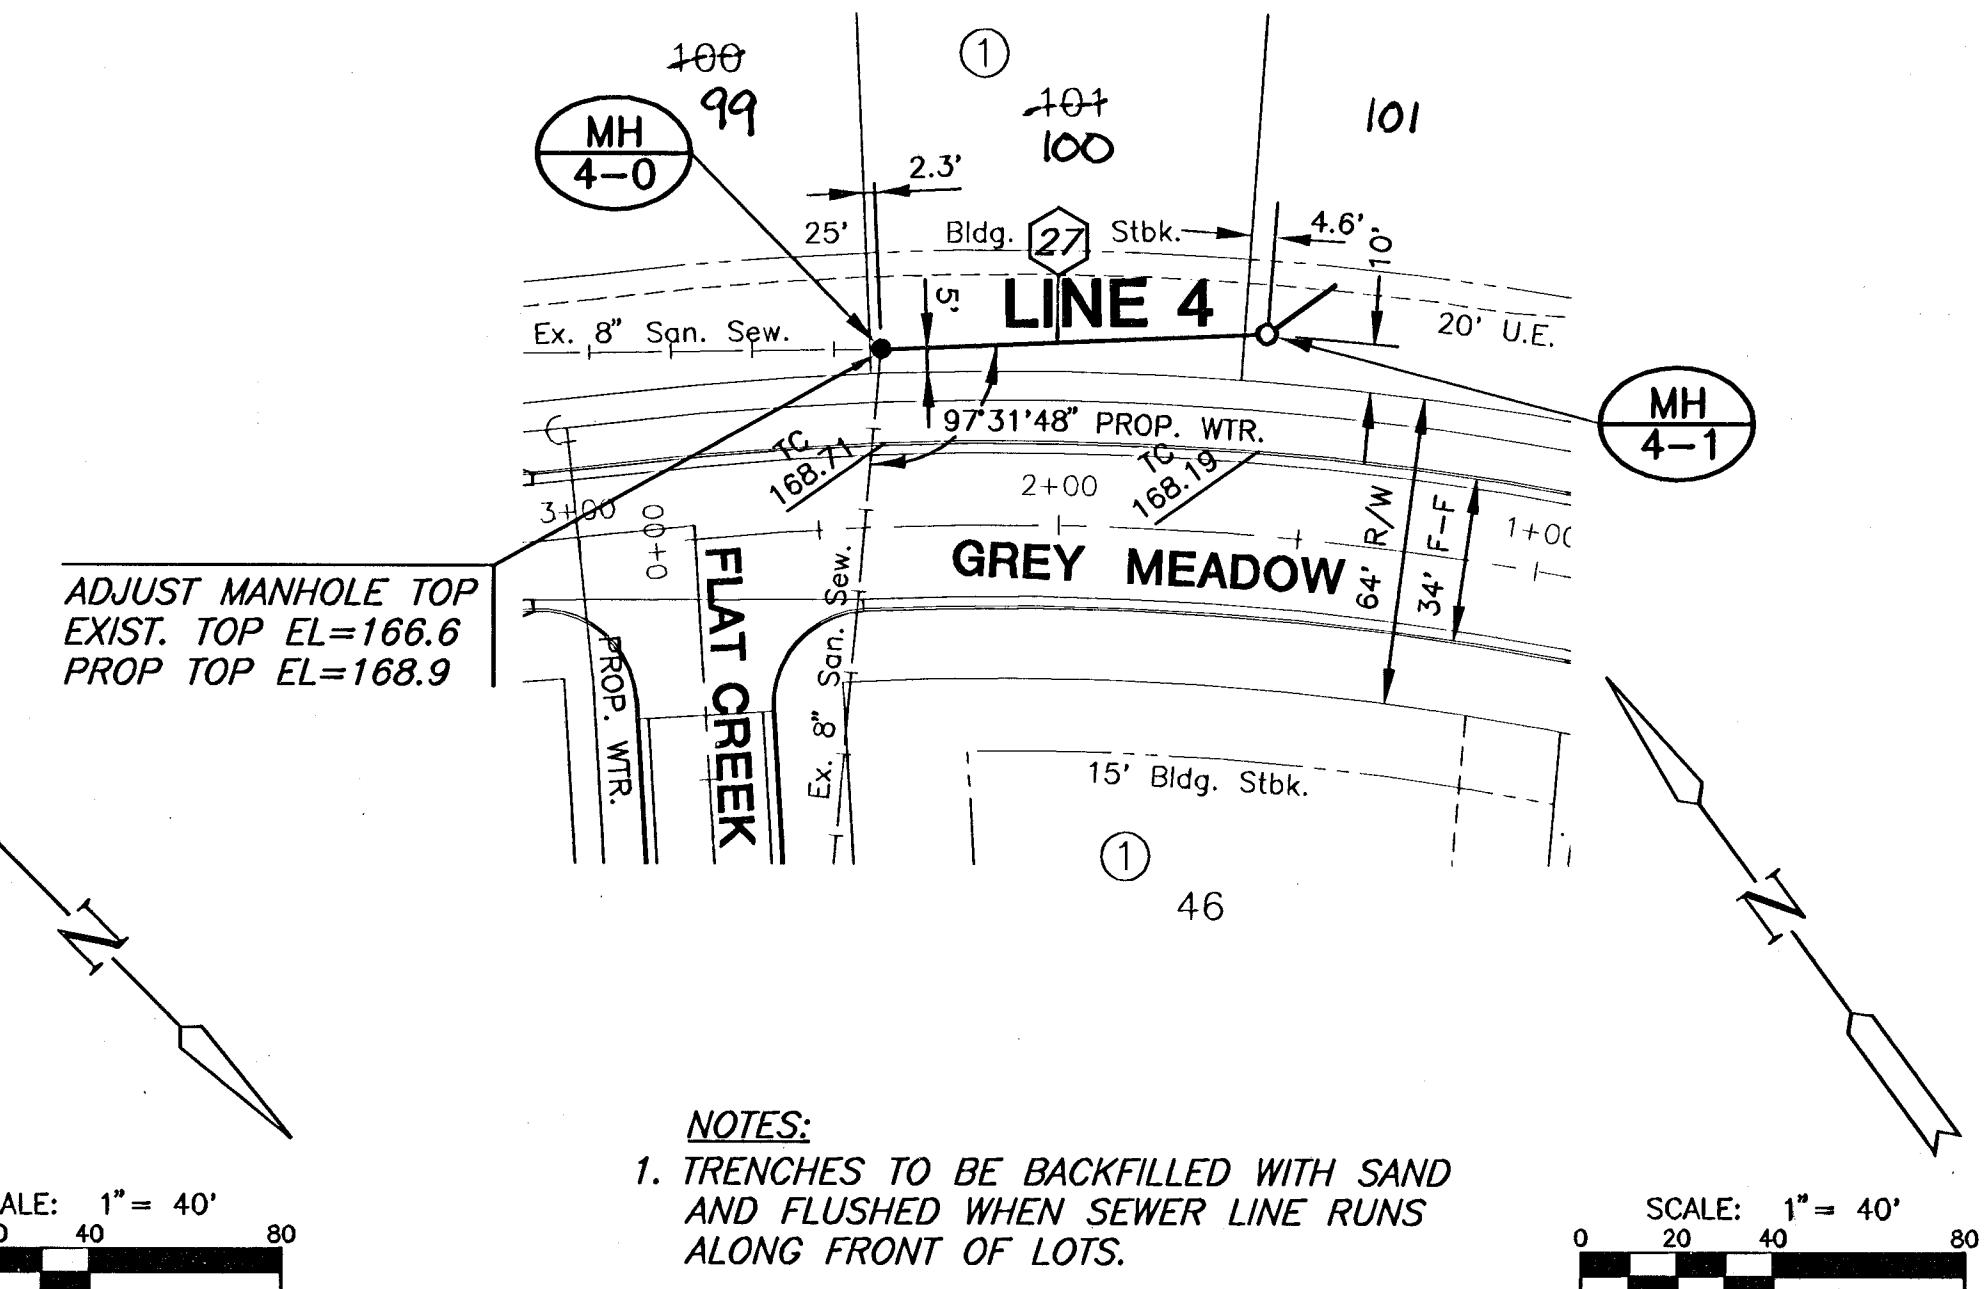 100
99
1
101
100
101
MH
4-0
2.3'
25'
Bldg. 27 Stbk.
4.6'
10'
5'
LINE 4
Ex. 8" San. Sew.
20' U.E.
MH
4-1
97°31'48" PROP. WTR.
TC
168.71
TC
168.19
3+00
0+00
2+00
1+00
64' R/W
34' F-F
GREY MEADOW
FLAT CREEK
PROP. WTR.
Ex. 8" San. Sew.
ADJUST MANHOLE TOP
EXIST. TOP EL=166.6
PROP TOP EL=168.9
15' Bldg. Stbk.
1
46
N
N
NOTES:
1. TRENCHES TO BE BACKFILLED WITH SAND
AND FLUSHED WHEN SEWER LINE RUNS
ALONG FRONT OF LOTS.
ALE: 1" = 40'
0 40 80
SCALE: 1" = 40'
0 20 40 80